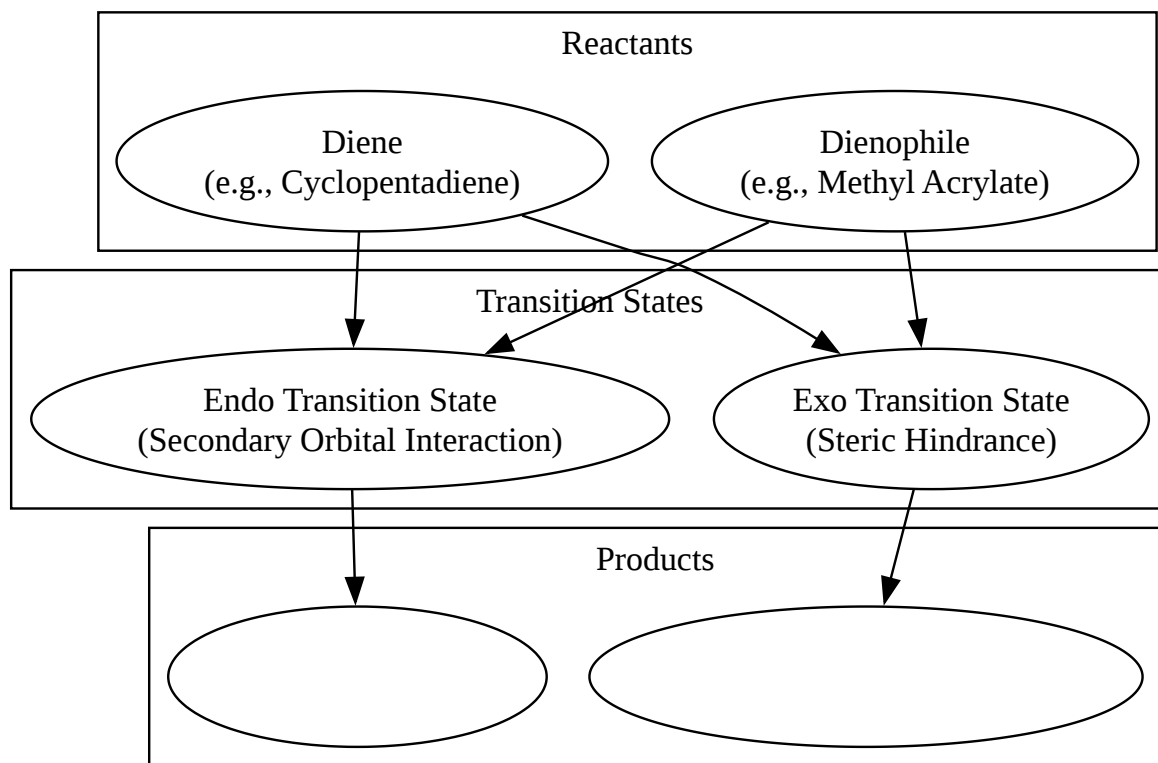 Reactants
Diene
(e.g., Cyclopentadiene)
Dienophile
(e.g., Methyl Acrylate)
Transition States
Endo Transition State
(Secondary Orbital Interaction)
Exo Transition State
(Steric Hindrance)
Products